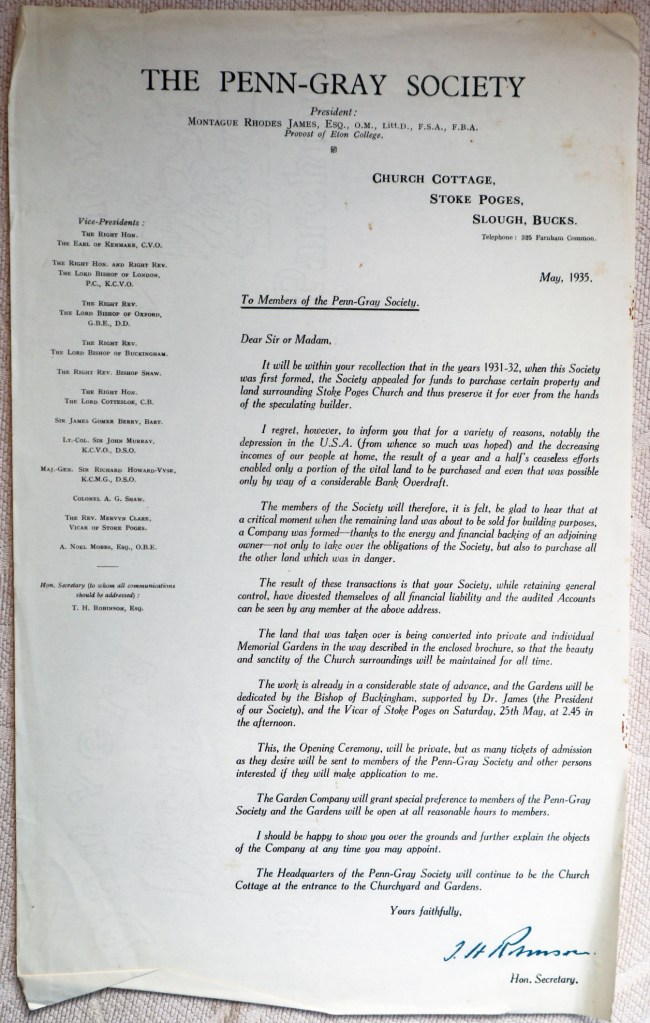 THE PENN-GRAY SOCIETY
President:
MONTAGUE RHODES JAMES, ESQ., O.M., Litt.D., F.S.A., F.B.A.
Provost of Eton College.
CHURCH COTTAGE,
STOKE POGES,
SLOUGH, BUCKS.
Telephone: 325 Farnham Common.
May, 1935.
Vice-Presidents:
THE RIGHT HON.
THE EARL OF KENMARE, C.V.O.
THE RIGHT HON. AND RIGHT REV.
THE LORD BISHOP OF LONDON,
P.C., K.C.V.O.
THE RIGHT REV.
THE LORD BISHOP OF OXFORD,
G.B.E., D.D.
THE RIGHT REV.
THE LORD BISHOP OF BUCKINGHAM.
THE RIGHT REV. BISHOP SHAW.
THE RIGHT HON.
THE LORD COTTESLOE, C.B.
SIR JAMES GOMER BERRY, BART.
LT.-COL. SIR JOHN MURRAY,
K.C.V.O., D.S.O.
MAJ.-GEN. SIR RICHARD HOWARD-VYSE,
K.C.M.G., D.S.O.
COLONEL A. G. SHAW.
THE REV. MERVYN CLARE,
VICAR OF STOKE POGES.
A. NOEL MOBBS, ESQ., O.B.E.
Hon. Secretary (to whom all communications
should be addressed):
T. H. ROBINSON, ESQ.
To Members of the Penn-Gray Society.
Dear Sir or Madam,
It will be within your recollection that in the years 1931-32, when this Society
was first formed, the Society appealed for funds to purchase certain property and
land surrounding Stoke Poges Church and thus preserve it for ever from the hands
of the speculating builder.
I regret, however, to inform you that for a variety of reasons, notably the
depression in the U.S.A. (from whence so much was hoped) and the decreasing
incomes of our people at home, the result of a year and a half's ceaseless efforts
enabled only a portion of the vital land to be purchased and even that was possible
only by way of a considerable Bank Overdraft.
The members of the Society will therefore, it is felt, be glad to hear that at
a critical moment when the remaining land was about to be sold for building purposes,
a Company was formed—thanks to the energy and financial backing of an adjoining
owner—not only to take over the obligations of the Society, but also to purchase all
the other land which was in danger.
The result of these transactions is that your Society, while retaining general
control, have divested themselves of all financial liability and the audited Accounts
can be seen by any member at the above address.
The land that was taken over is being converted into private and individual
Memorial Gardens in the way described in the enclosed brochure, so that the beauty
and sanctity of the Church surroundings will be maintained for all time.
The work is already in a considerable state of advance, and the Gardens will be
dedicated by the Bishop of Buckingham, supported by Dr. James (the President
of our Society), and the Vicar of Stoke Poges on Saturday, 25th May, at 2.45 in
the afternoon.
This, the Opening Ceremony, will be private, but as many tickets of admission
as they desire will be sent to members of the Penn-Gray Society and other persons
interested if they will make application to me.
The Garden Company will grant special preference to members of the Penn-Gray
Society and the Gardens will be open at all reasonable hours to members.
I should be happy to show you over the grounds and further explain the objects
of the Company at any time you may appoint.
The Headquarters of the Penn-Gray Society will continue to be the Church
Cottage at the entrance to the Churchyard and Gardens.
Yours faithfully,
T. H. Robinson.
Hon. Secretary.